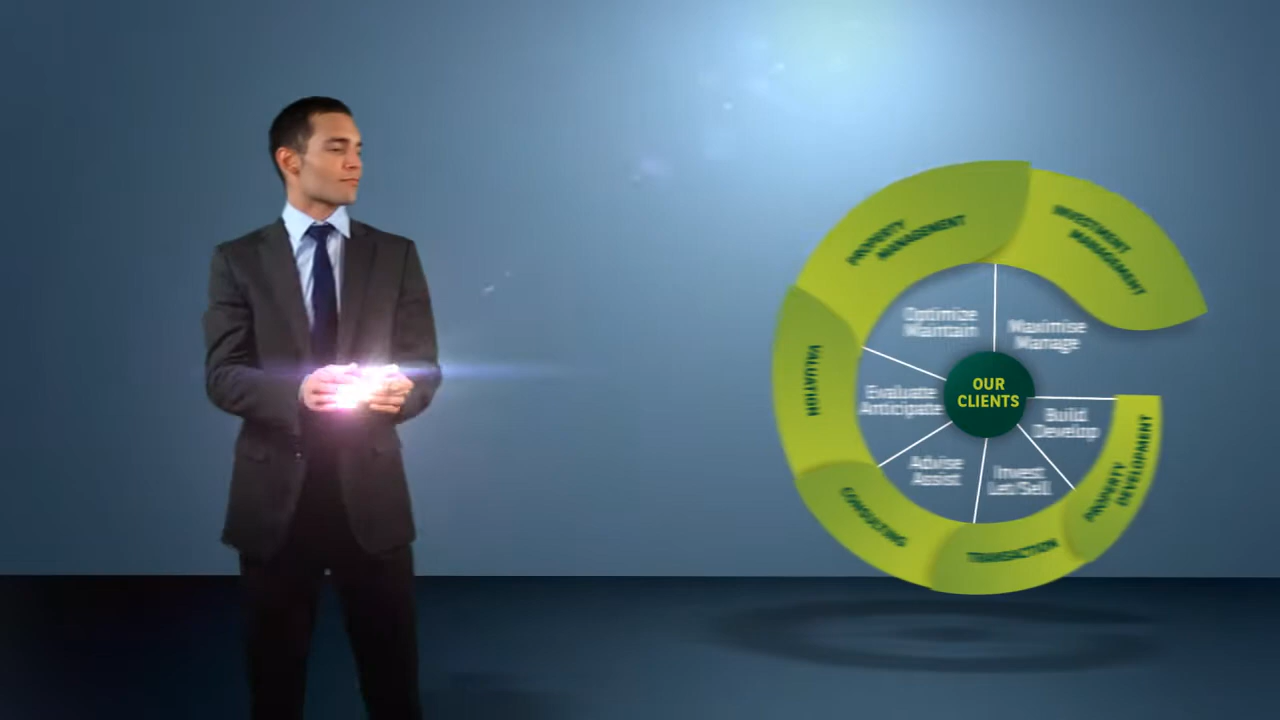 PROPERTY
MANAGEMENT
INVESTMENT
MANAGEMENT
Optimize
Maintain
Maximise
Manage
VALUATION
Evaluate
Anticipate
OUR
CLIENTS
Build
Develop
PROPERTY
DEVELOPMENT
Advise
Assist
Invest
Let/Sell
CONSULTING
TRANSACTION